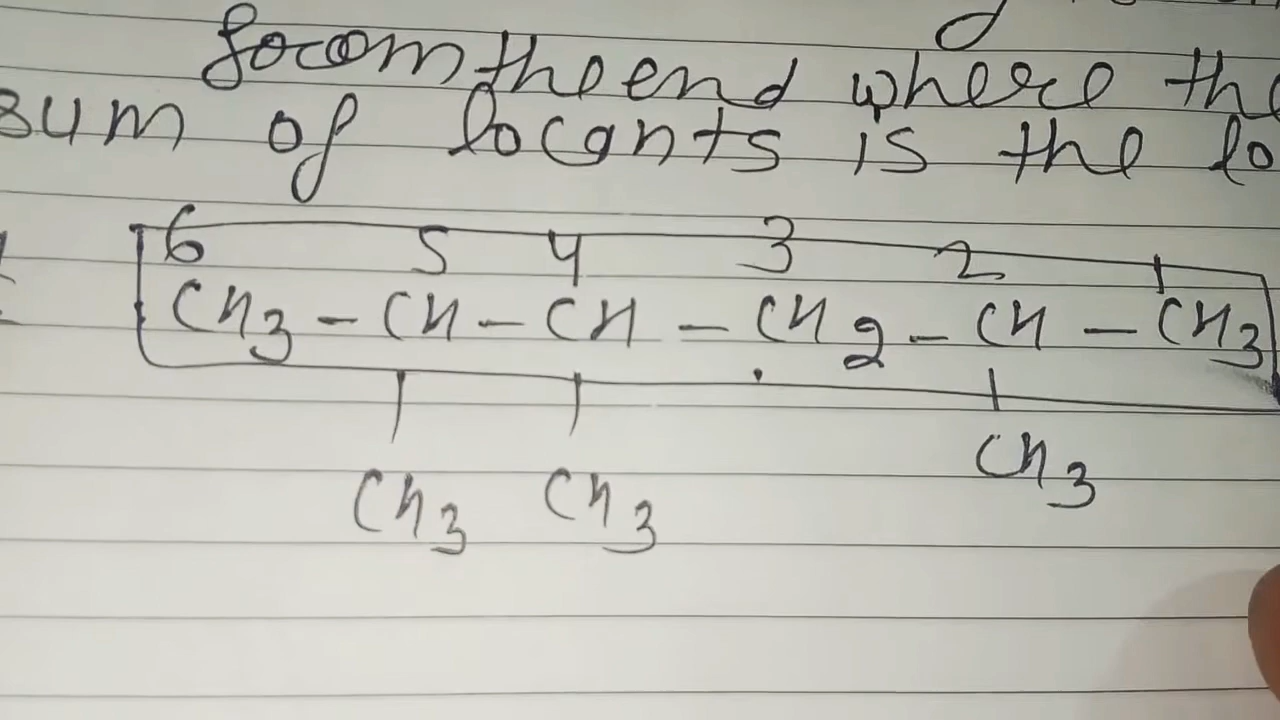 from the end where the
sum of locants is the lo
6 5 4 3 2 1
CH3 - CH - CH - CH2 - CH - CH3
CH3 CH3 CH3